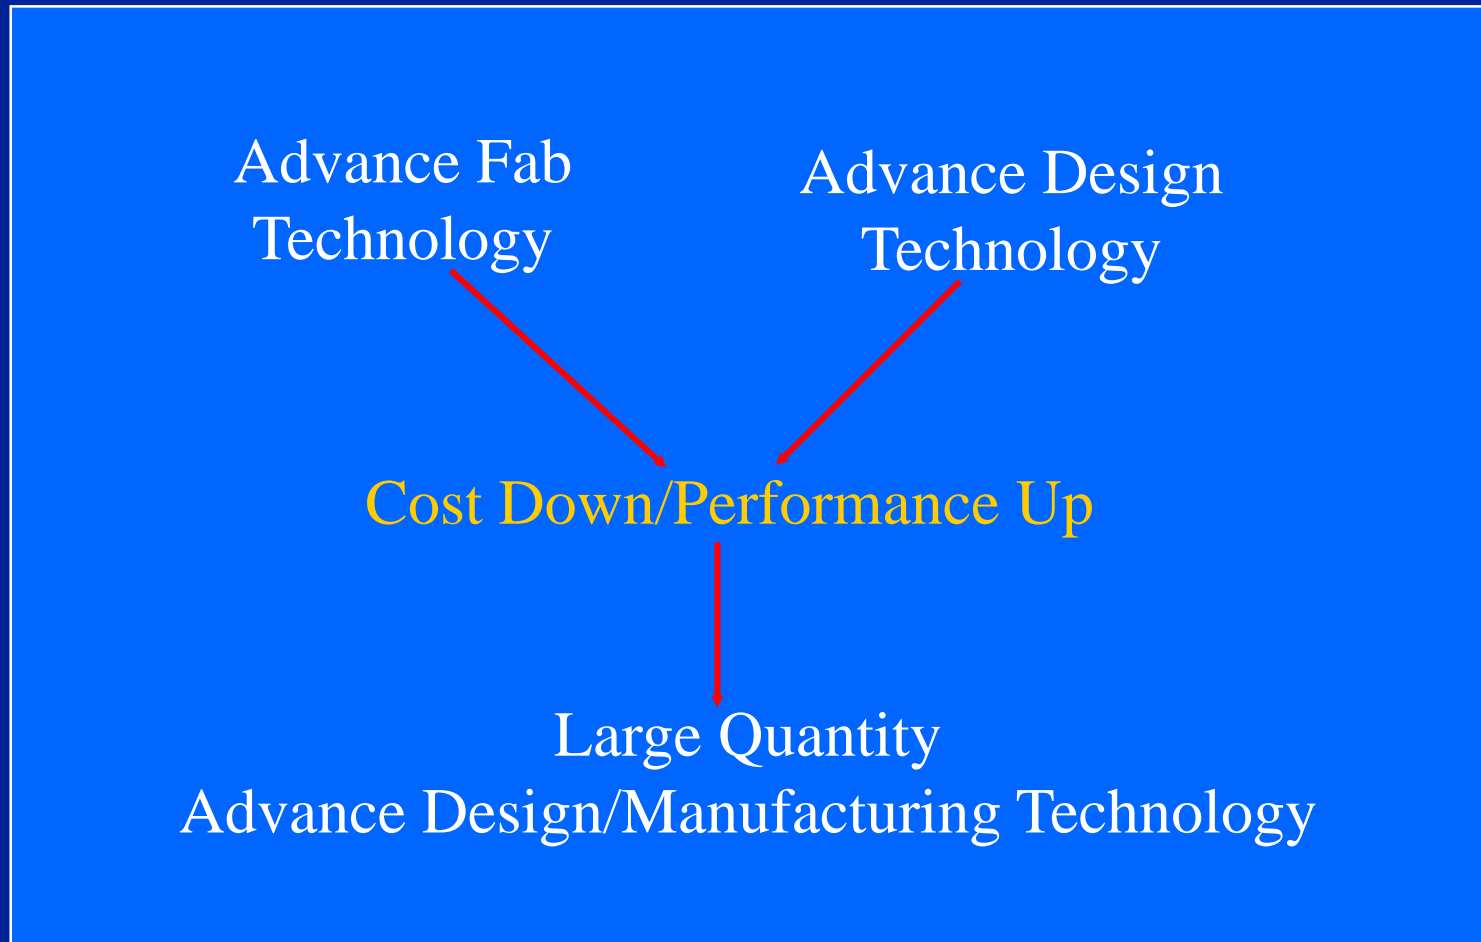 Advance Fab
Technology
Advance Design
Technology
Cost Down/Performance Up
Large Quantity
Advance Design/Manufacturing Technology